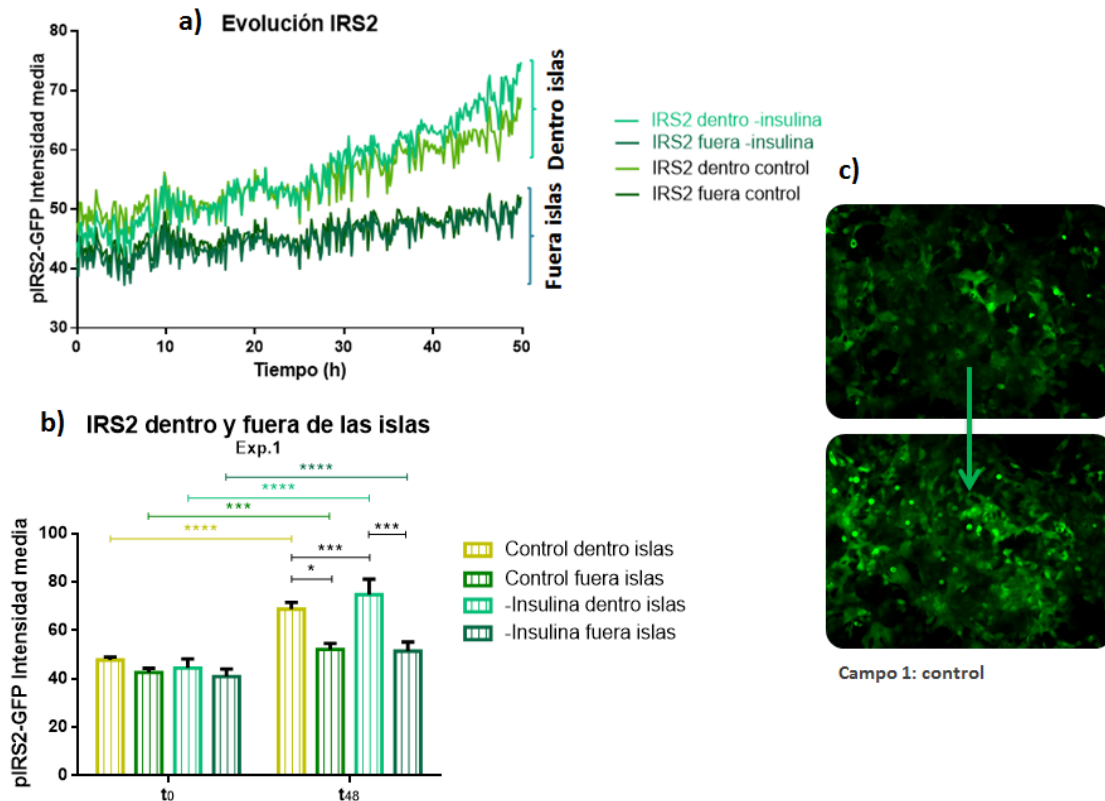 a) Evolución IRS2
pIRS2-GFP Intensidad media
80
70
60
50
40
30
0
10
20
30
40
50
Tiempo (h)
Dentro islas
Fuera islas
IRS2 dentro -insulina
IRS2 fuera -insulina
IRS2 dentro control
IRS2 fuera control
b) IRS2 dentro y fuera de las islas
Exp.1
pIRS2-GFP Intensidad media
100
80
60
40
20
0
****
****
***
****
***
***
*
t0
t48
Control dentro islas
Control fuera islas
-Insulina dentro islas
-Insulina fuera islas
c)
Campo 1: control